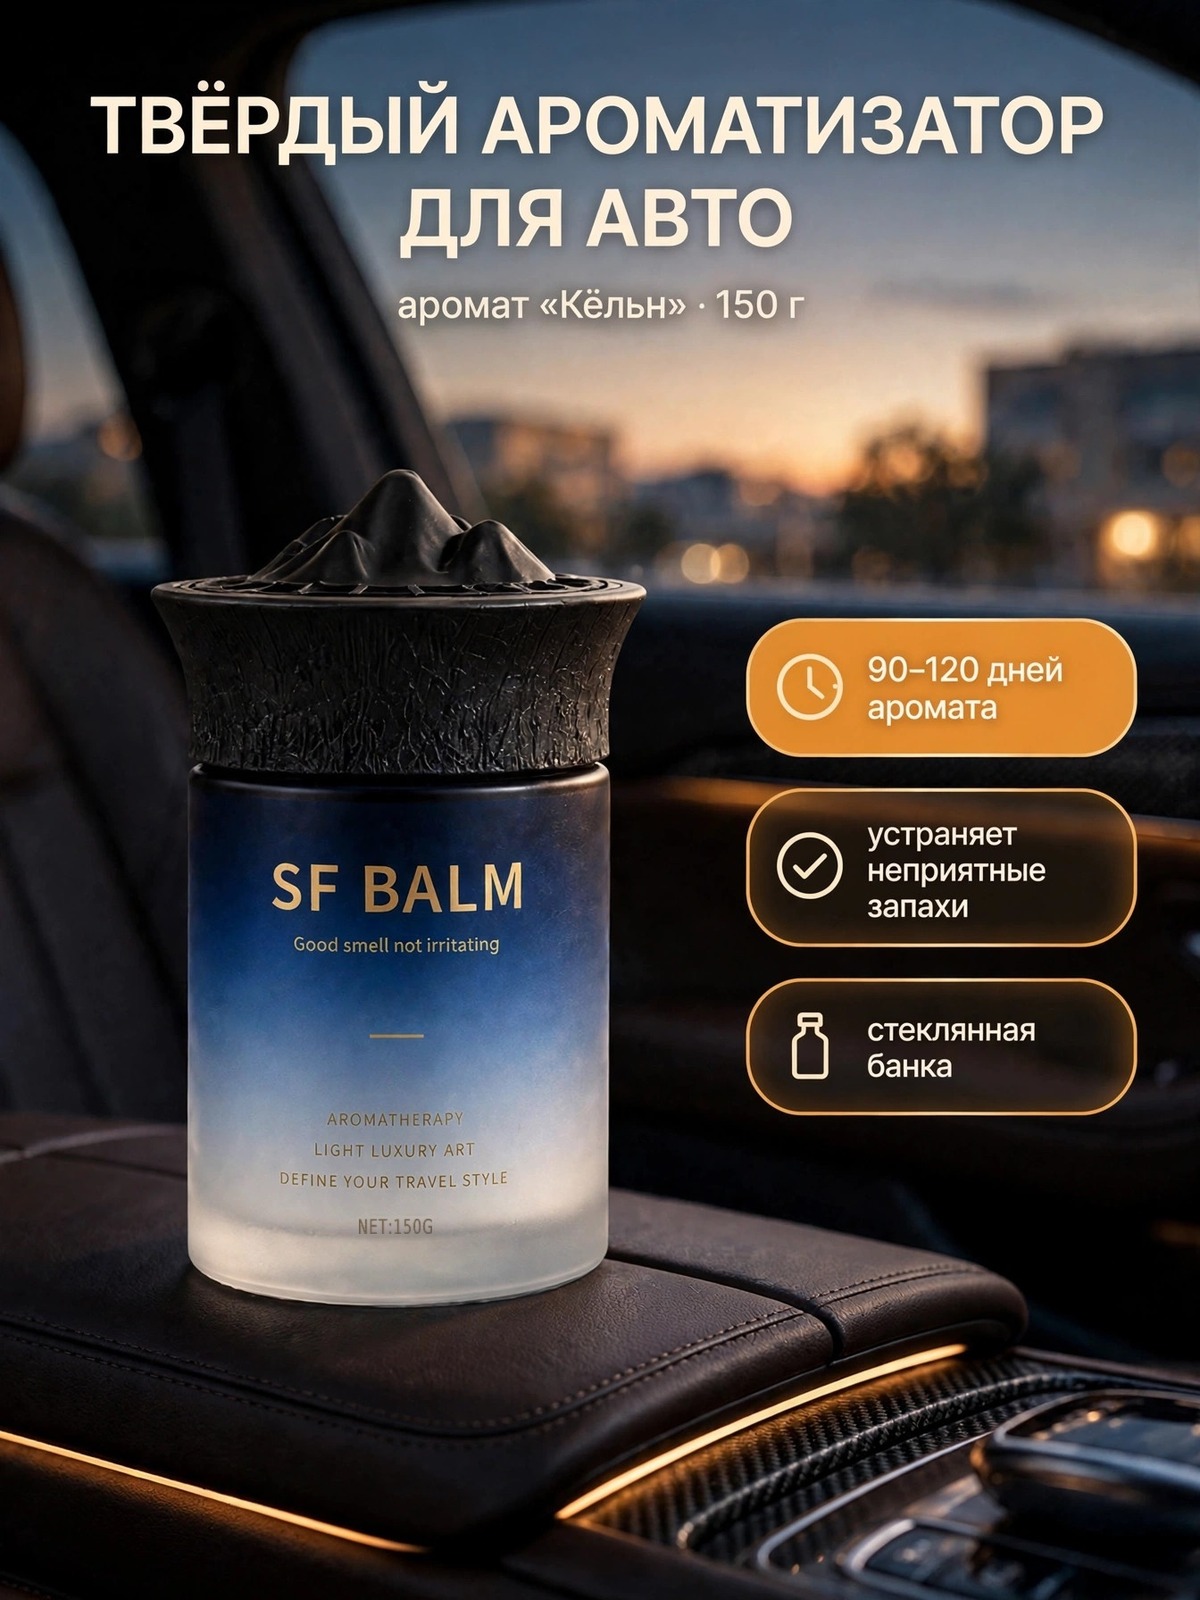 ТВЁРДЫЙ АРОМАТИЗАТОР
ДЛЯ АВТО
аромат «Кёльн» · 150 г
90–120 дней
аромата
устраняет
неприятные
запахи
стеклянная
банка
SF BALM
Good smell not irritating
AROMATHERAPY
LIGHT LUXURY ART
DEFINE YOUR TRAVEL STYLE
NET:150G